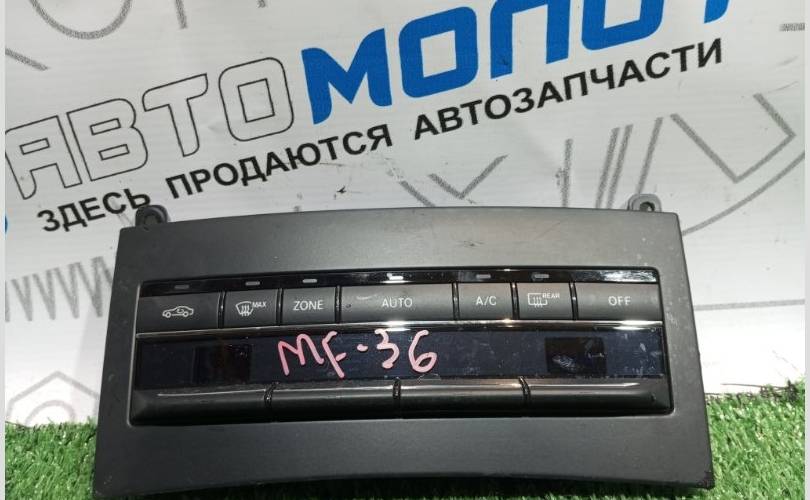 АВТОМОЛОТ
ЗДЕСЬ ПРОДАЮТСЯ АВТОЗАПЧАСТИ
MAX ZONE AUTO A/C REAR OFF
MF-36